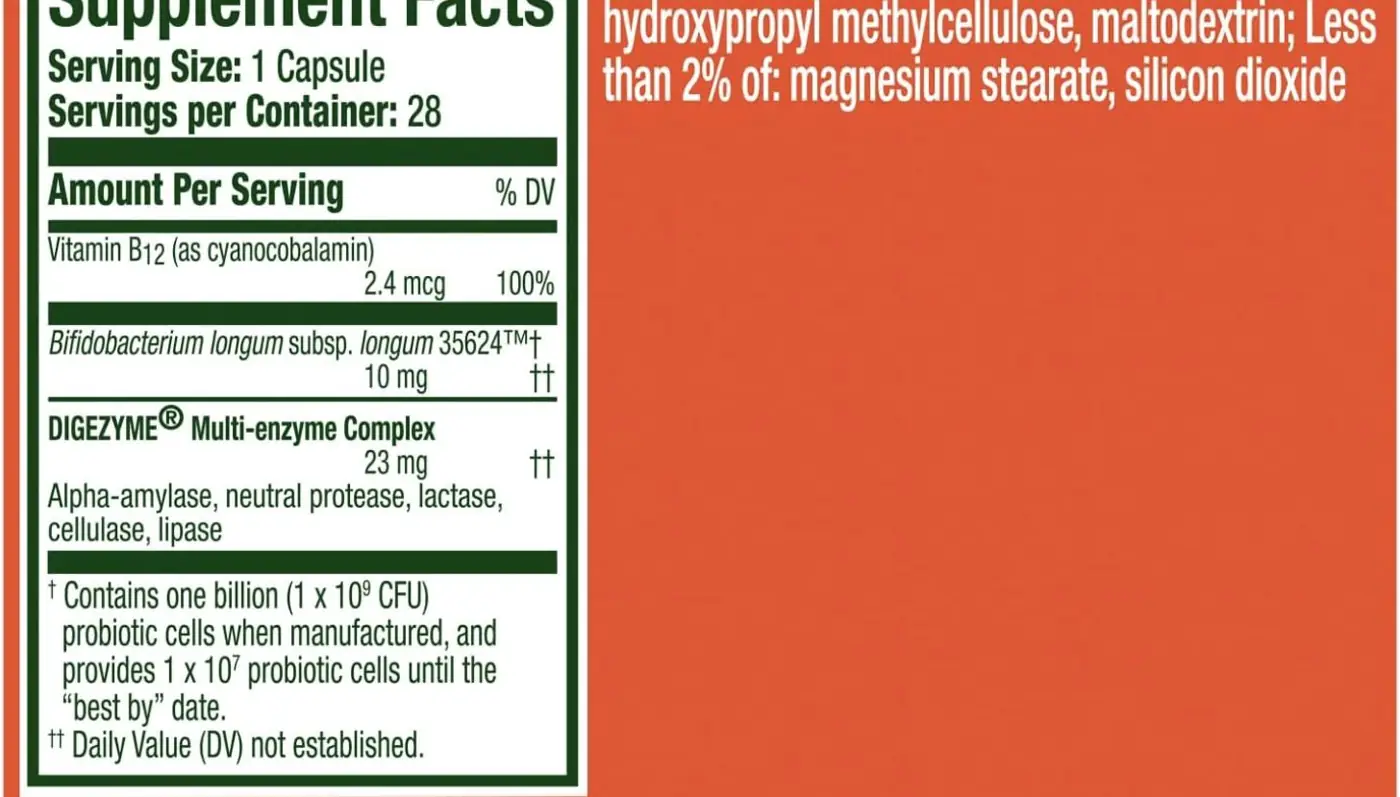 Supplement Facts
Serving Size: 1 Capsule
Servings per Container: 28
Amount Per Serving % DV
Vitamin B12 (as cyanocobalamin)
2.4 mcg 100%
Bifidobacterium longum subsp. longum 35624™†
10 mg ††
DIGEZYME® Multi-enzyme Complex
23 mg ††
Alpha-amylase, neutral protease, lactase,
cellulase, lipase
† Contains one billion (1 x 10⁹ CFU)
probiotic cells when manufactured, and
provides 1 x 10⁷ probiotic cells until the
“best by” date.
†† Daily Value (DV) not established.
hydroxypropyl methylcellulose, maltodextrin; Less
than 2% of: magnesium stearate, silicon dioxide